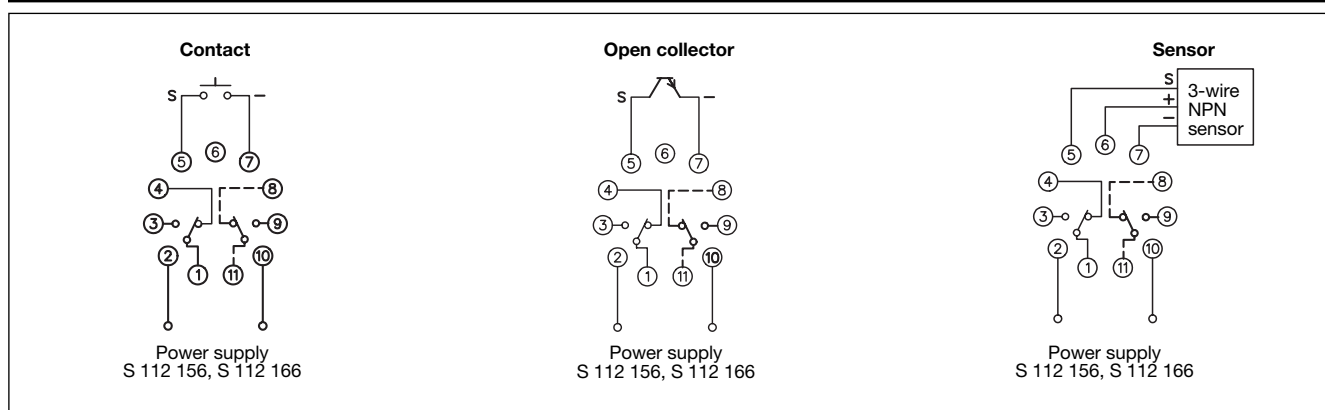 Contact
S –
5 6 7
4 8
3 9
2 10
1 11
Power supply
S 112 156, S 112 166
Open collector
S –
5 6 7
4 8
3 9
2 10
1 11
Power supply
S 112 156, S 112 166
Sensor
S
+
–
3-wire
NPN
sensor
5 6 7
4 8
3 9
2 10
1 11
Power supply
S 112 156, S 112 166